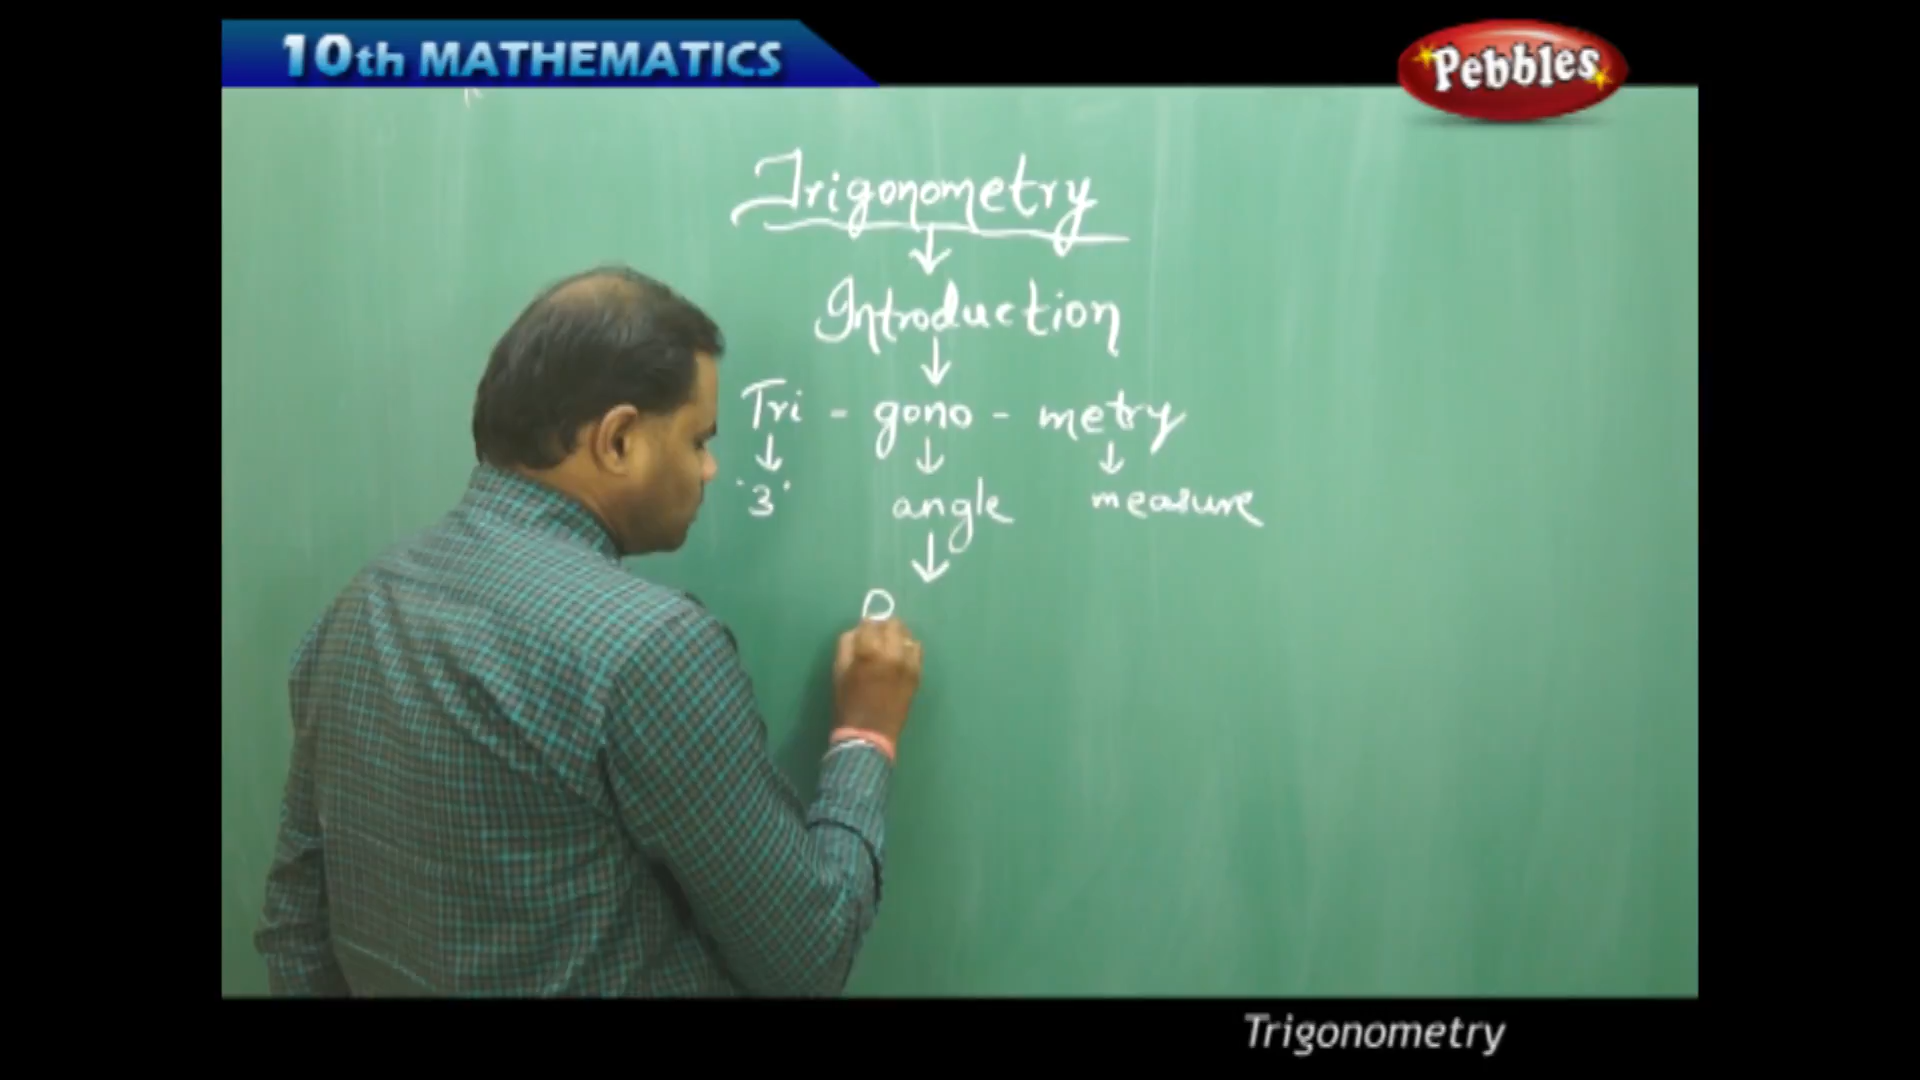 10th MATHEMATICS
Pebbles
Trigonometry
Introduction
Tri - gono - metry
'3' angle measure
Trigonometry